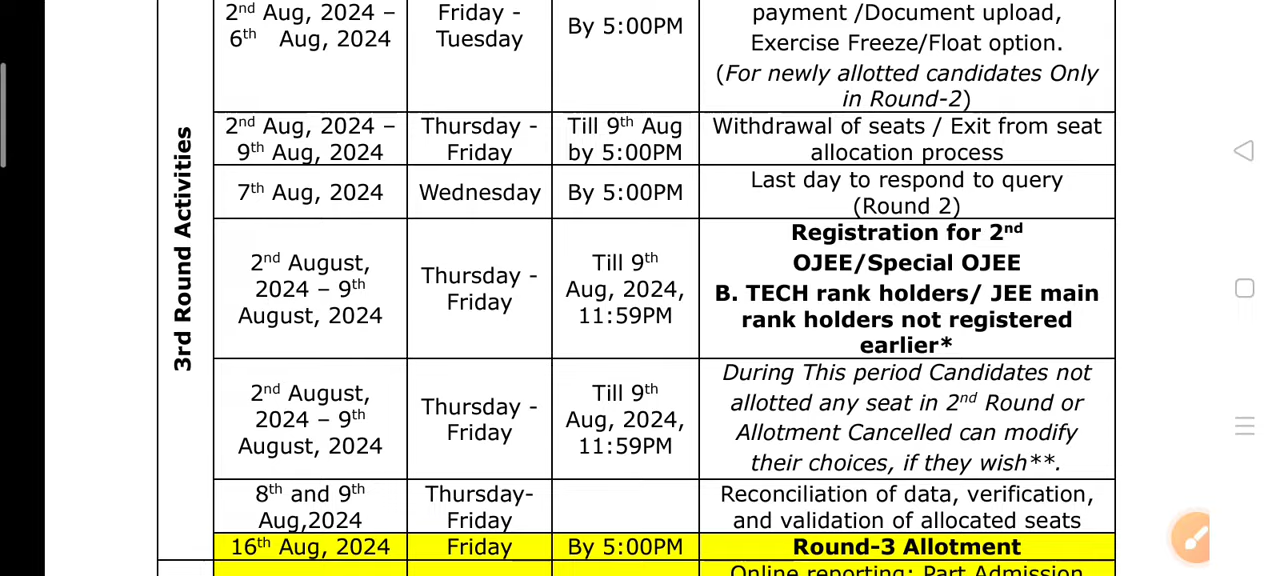 3rd Round Activities
2nd Aug, 2024 –
6th Aug, 2024
Friday -
Tuesday
By 5:00PM
payment /Document upload,
Exercise Freeze/Float option.
(For newly allotted candidates Only
in Round-2)
2nd Aug, 2024 –
9th Aug, 2024
Thursday -
Friday
Till 9th Aug
by 5:00PM
Withdrawal of seats / Exit from seat
allocation process
7th Aug, 2024
Wednesday
By 5:00PM
Last day to respond to query
(Round 2)
2nd August,
2024 – 9th
August, 2024
Thursday -
Friday
Till 9th
Aug, 2024,
11:59PM
Registration for 2nd
OJEE/Special OJEE
B. TECH rank holders/ JEE main
rank holders not registered
earlier*
2nd August,
2024 – 9th
August, 2024
Thursday -
Friday
Till 9th
Aug, 2024,
11:59PM
During This period Candidates not
allotted any seat in 2nd Round or
Allotment Cancelled can modify
their choices, if they wish**.
8th and 9th
Aug,2024
Thursday-
Friday
Reconciliation of data, verification,
and validation of allocated seats
16th Aug, 2024
Friday
By 5:00PM
Round-3 Allotment
Online reporting: Part Admission